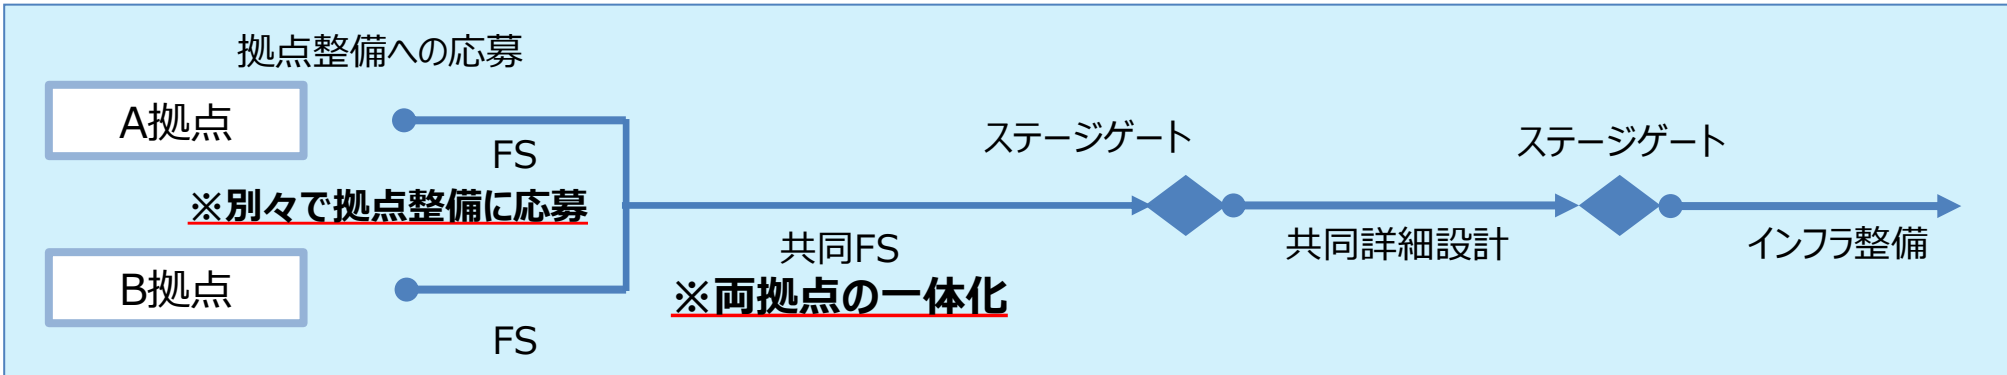 拠点整備への応募
A拠点
FS
※別々で拠点整備に応募
B拠点
FS
共同FS
※両拠点の一体化
ステージゲート
共同詳細設計
ステージゲート
インフラ整備